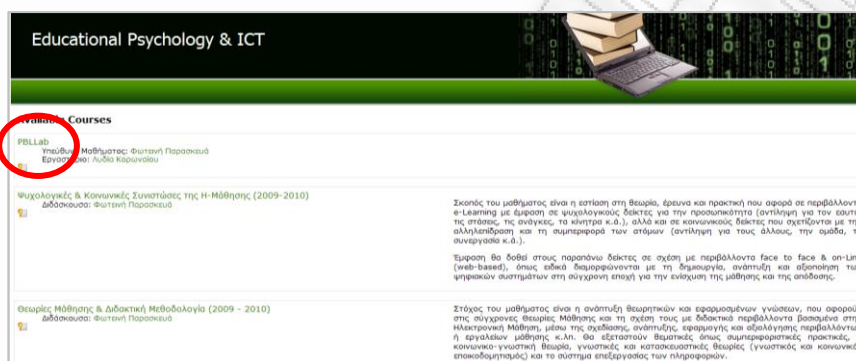 Educational Psychology & ICT
Available Courses
PBLLab
Υπεύθυνη Μαθήματος: Φωτεινή Παρασκευά
Εργαστήριο: Λυδία Καρωνοίου
Ψυχολογικές & Κοινωνικές Συνιστώσες της Η-Μάθησης (2009-2010)
Διδάσκουσα: Φωτεινή Παρασκευά
Σκοπός του μαθήματος είναι η εστίαση στη θεωρία, έρευνα και πρακτική που αφορά σε περιβάλλοντ
e-Learning με έμφαση σε ψυχολογικούς δείκτες για την προσωπικότητα (αντίληψη για τον εαυτ
τις στάσεις, τις ανάγκες, τα κίνητρα κ.ά.), αλλά και σε κοινωνικούς δείκτες που σχετίζονται με τη
αλληλεπίδραση και τη συμπεριφορά των ατόμων (αντίληψη για τους άλλους, την ομάδα, τ
συνεργασία κ.ά.).
Έμφαση θα δοθεί στους παραπάνω δείκτες σε σχέση με περιβάλλοντα face to face & on-Lin
(web-based), όπως ειδικά διαμορφώνονται με τη δημιουργία, ανάπτυξη και αξιοποίηση τω
ψηφιακών συστημάτων στη σύγχρονη εποχή για την ενίσχυση της μάθησης και της απόδοσης.
Θεωρίες Μάθησης & Διδακτική Μεθοδολογία (2009 - 2010)
Διδάσκουσα: Φωτεινή Παρασκευά
Στόχος του μαθήματος είναι η ανάπτυξη θεωρητικών και εφαρμοσμένων γνώσεων, που αφορού
στις σύγχρονες Θεωρίες Μάθησης και τη σχέση τους με διδακτικά περιβάλλοντα βασισμένα στη
Ηλεκτρονική Μάθηση, μέσω της σχεδίασης, ανάπτυξης, εφαρμογής και αξιολόγησης περιβαλλόντω
ή εργαλείων μάθησης κ.λπ. Θα εξεταστούν θεματικές όπως συμπεριφοριστικές πρακτικές,
κοινωνικο-γνωστική θεωρία, γνωστικές και κατασκευαστικές θεωρίες (γνωστικός και κοινωνικό
εποικοδομητισμός) και το σύστημα επεξεργασίας των πληροφοριών.